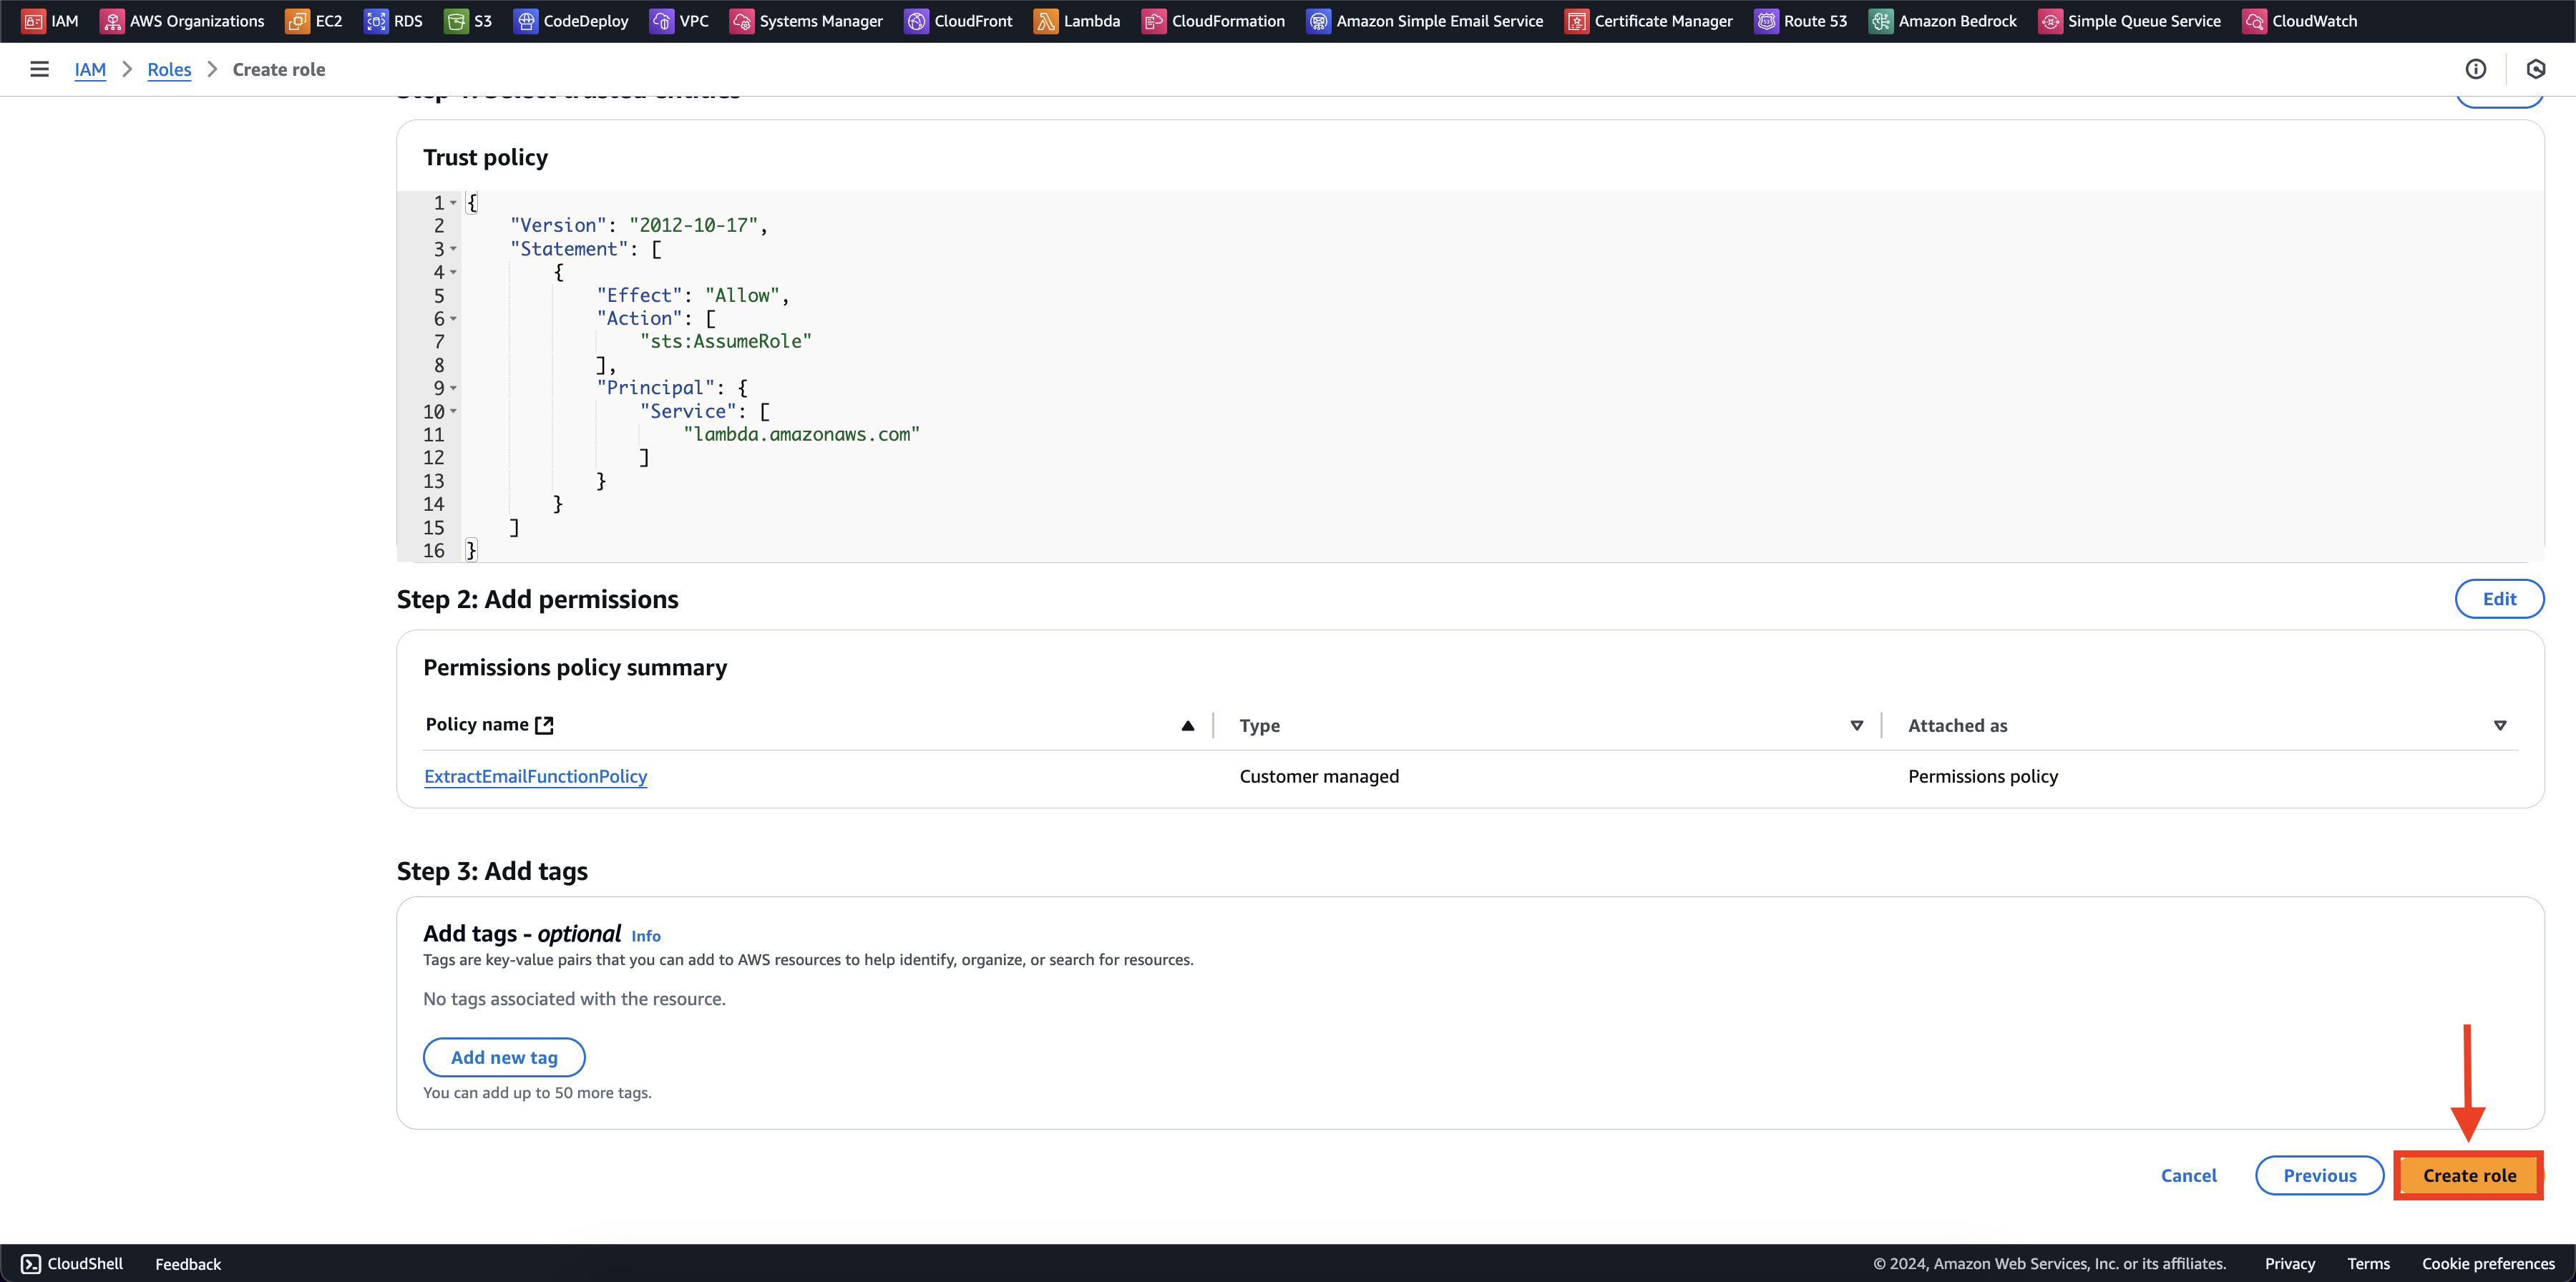 IAM AWS Organizations EC2 RDS S3 CodeDeploy VPC Systems Manager CloudFront Lambda CloudFormation Amazon Simple Email Service Certificate Manager Route 53 Amazon Bedrock Simple Queue Service CloudWatch
IAM Roles Create role
Trust policy
1 {
2 "Version": "2012-10-17",
3 "Statement": [
4 {
5 "Effect": "Allow",
6 "Action": [
7 "sts:AssumeRole"
8 ],
9 "Principal": {
10 "Service": [
11 "lambda.amazonaws.com"
12 ]
13 }
14 }
15 ]
16 }
Step 2: Add permissions Edit
Permissions policy summary
Policy name Type Attached as
ExtractEmailFunctionPolicy Customer managed Permissions policy
Step 3: Add tags
Add tags - optional Info
Tags are key-value pairs that you can add to AWS resources to help identify, organize, or search for resources.
No tags associated with the resource.
Add new tag
You can add up to 50 more tags.
Cancel Previous Create role
CloudShell Feedback © 2024, Amazon Web Services, Inc. or its affiliates. Privacy Terms Cookie preferences